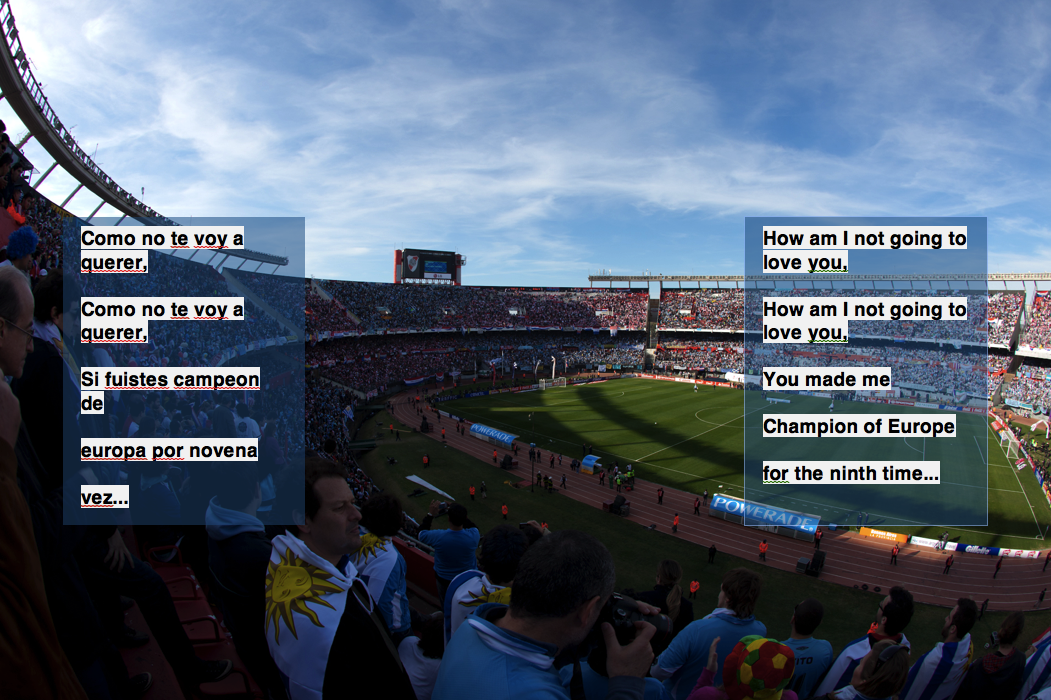 Como no te voy a
querer,
Como no te voy a
querer,
Si fuistes campeon
de
europa por novena
vez...
How am I not going to
love you,
How am I not going to
love you,
You made me
Champion of Europe
for the ninth time...
POWERADE
POWERADE
Gillette